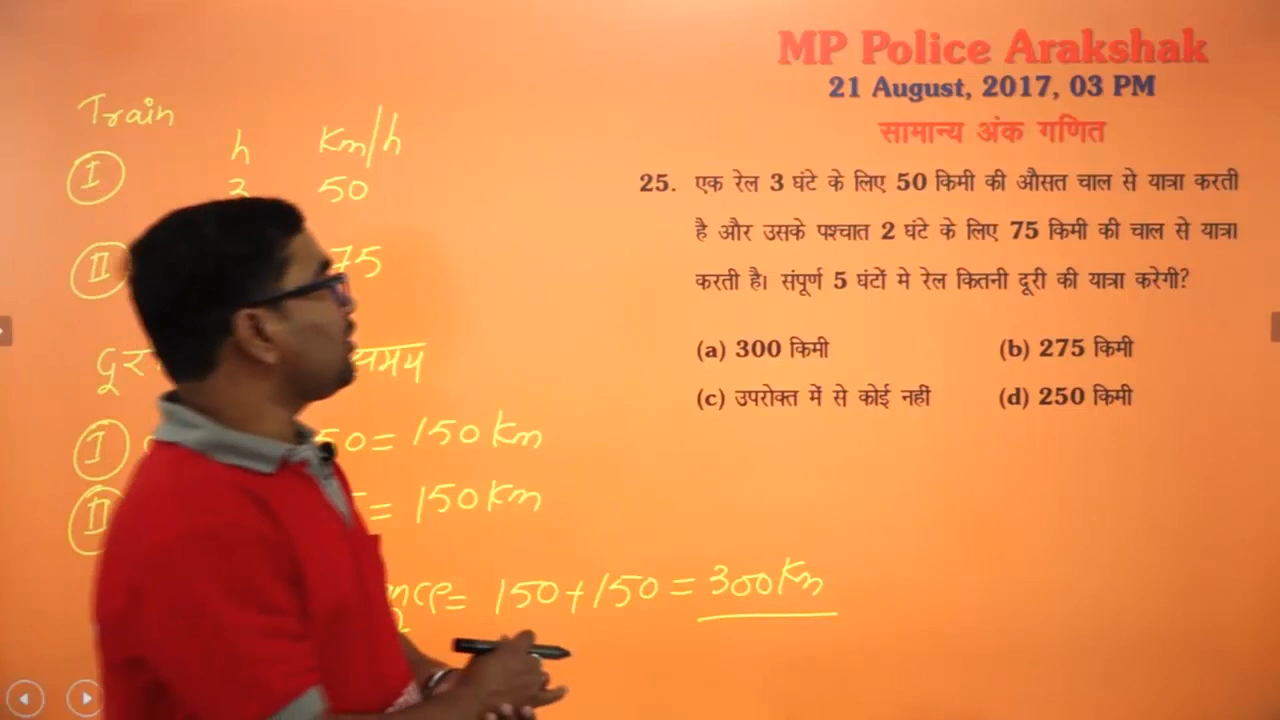 MP Police Arakshak
21 August, 2017, 03 PM
सामान्य अंक गणित
25. एक रेल 3 घंटे के लिए 50 किमी की औसत चाल से यात्रा करती
है और उसके पश्चात 2 घंटे के लिए 75 किमी की चाल से यात्रा
करती है। संपूर्ण 5 घंटों मे रेल कितनी दूरी की यात्रा करेगी?
(a) 300 किमी (b) 275 किमी
(c) उपरोक्त में से कोई नहीं (d) 250 किमी
Train
h Km/h
I 50
II 75
समय
I 50 = 150 Km
II = 150 Km
= 150 + 150 = 300 Km